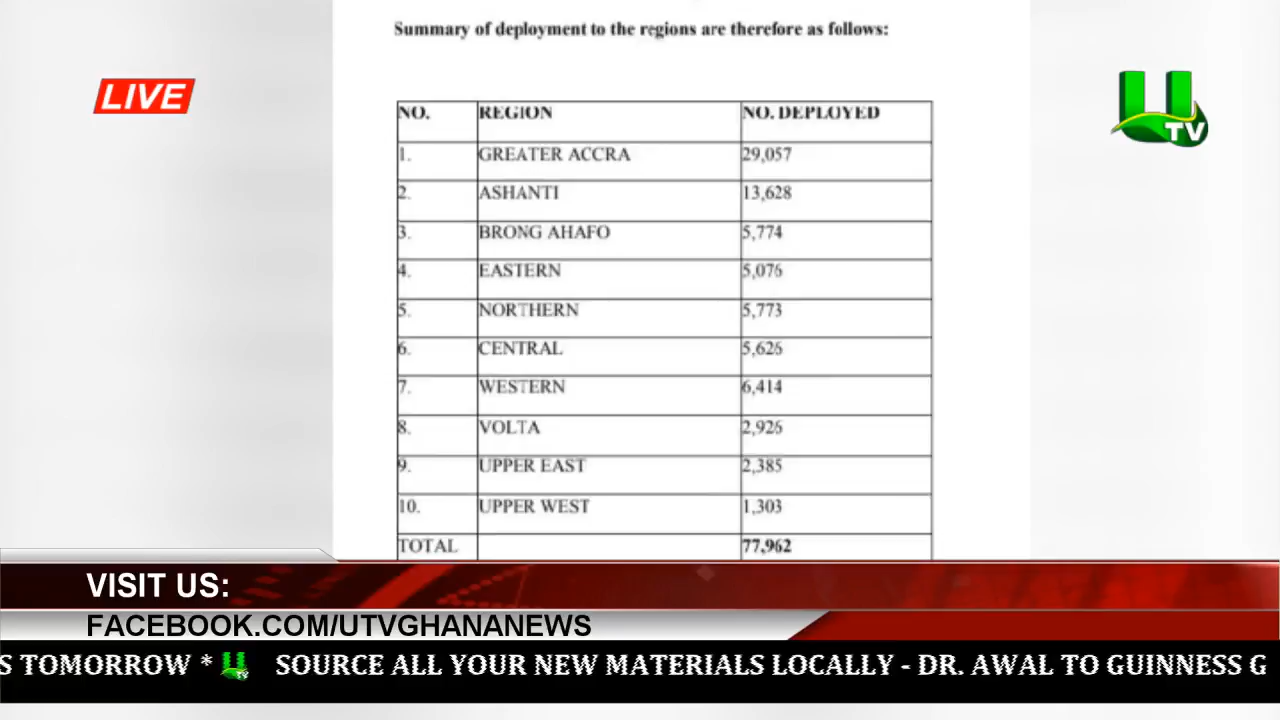 Summary of deployment to the regions are therefore as follows:
LIVE
U
TV
NO. REGION NO. DEPLOYED
1. GREATER ACCRA 29,057
2. ASHANTI 13,628
3. BRONG AHAFO 5,774
4. EASTERN 5,076
5. NORTHERN 5,773
6. CENTRAL 5,626
7. WESTERN 6,414
8. VOLTA 2,926
9. UPPER EAST 2,385
10. UPPER WEST 1,303
TOTAL 77,962
VISIT US:
FACEBOOK.COM/UTVGHANANEWS
S TOMORROW * U TV SOURCE ALL YOUR NEW MATERIALS LOCALLY - DR. AWAL TO GUINNESS G